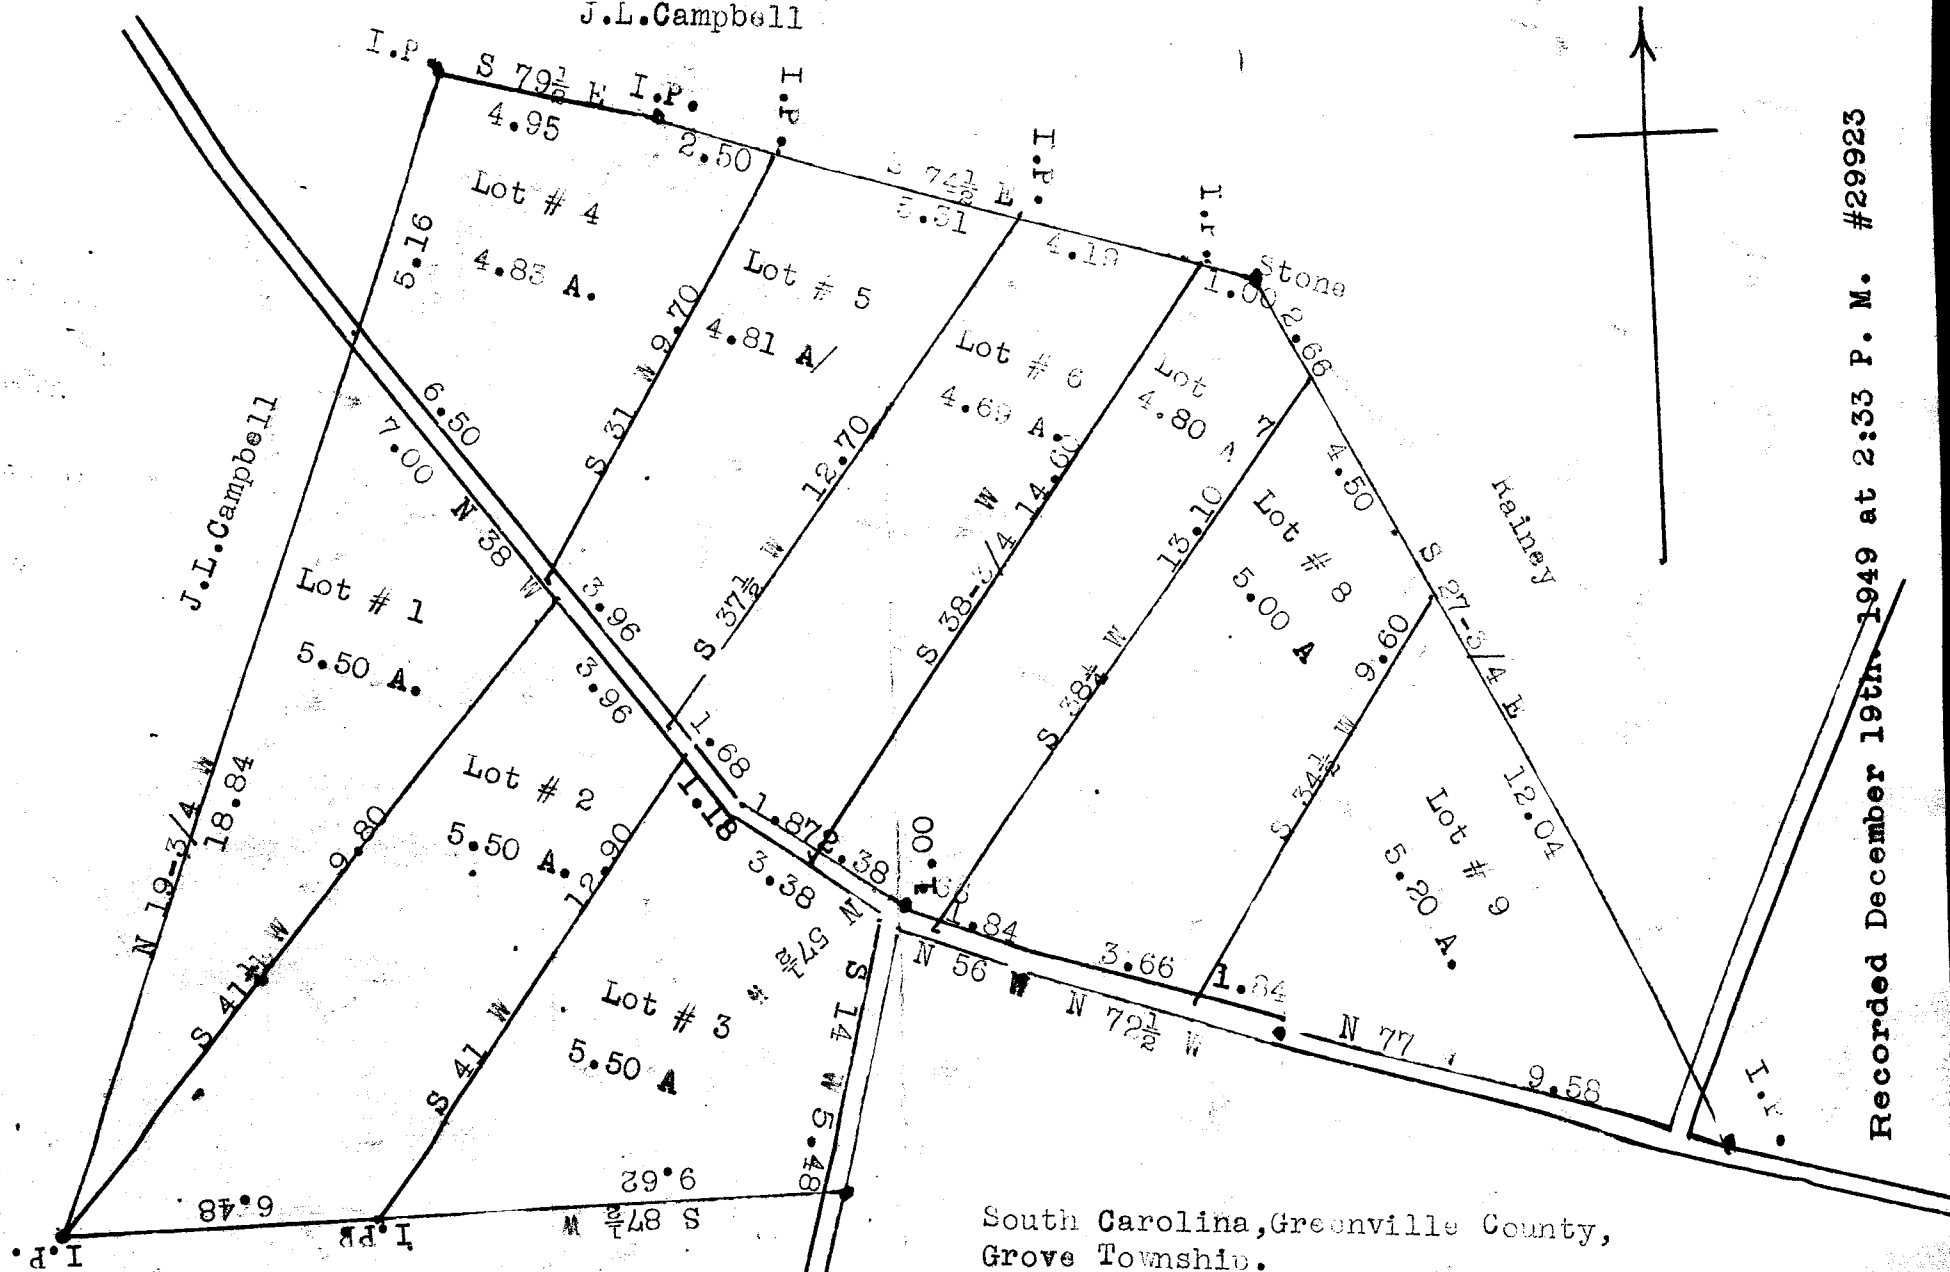 J.L.Campbell
I.P.
S 79½ E
I.P.
4.95
2.50
I.P.
S 74½ E
5.31
I.P.
4.19
1.00
Stone
2.66
Lot # 4
4.83 A.
5.16
Lot # 5
4.81 A/
S 31 W 9.70
Lot # 6
4.69 A.
S 37½ W 12.70
Lot 7
4.80 A
S 38-3/4 W 14.60
Lot # 8
5.00 A
S 38¼ W 13.10
4.50
S 27-3/4 E
12.04
Rainey
Lot # 9
5.20 A.
S 34½ W 9.60
J.L.Campbell
6.50
7.00
N 38 W
Lot # 1
5.50 A.
N 19-3/4 W
18.84
3.96
3.96
Lot # 2
5.50 A.
S 41½ W 9.80
1.68
1.18
1.87
2.38
3.38
N 57½ W
1.00
1.84
3.66
1.84
N 56 W
N 72½ W
N 77
9.58
I.P.
Lot # 3
5.50 A
S 41 W 12.90
S 14 W 5.48
6.48
9.62
S 87½ W
I.P.
I.PP
South Carolina,Greenville County,
Grove Township.
Recorded December 19th. 1949 at 2:33 P. M. #29923